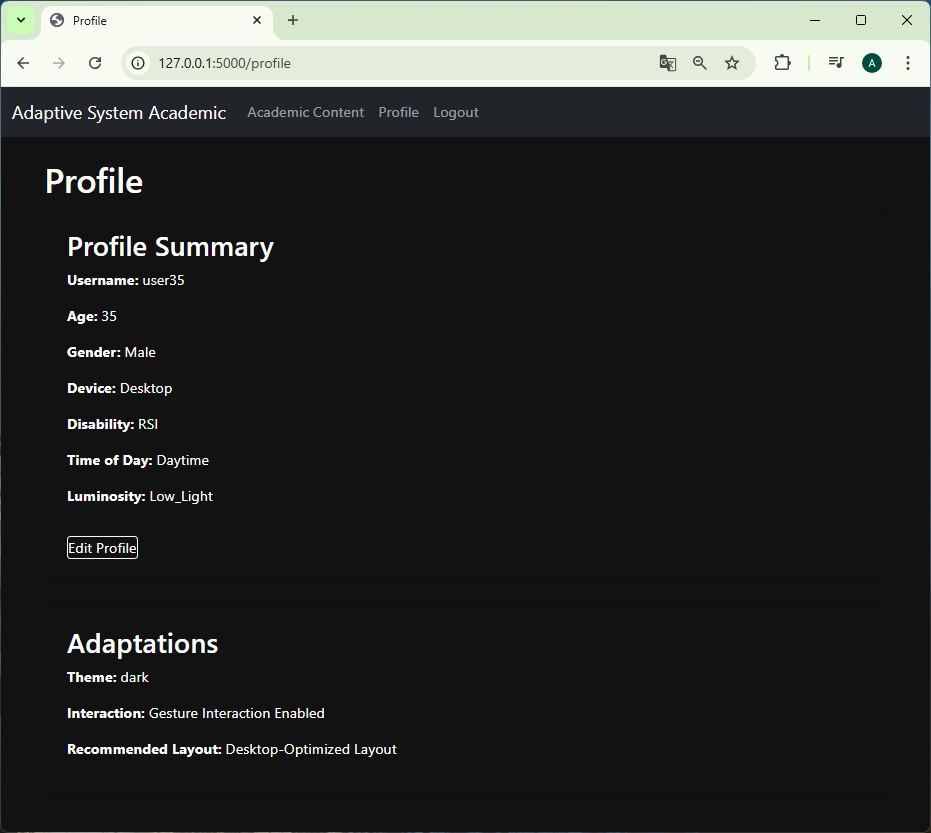 Profile
127.0.0.1:5000/profile
A
Adaptive System Academic Academic Content Profile Logout
Profile
Profile Summary
Username: user35
Age: 35
Gender: Male
Device: Desktop
Disability: RSI
Time of Day: Daytime
Luminosity: Low_Light
Edit Profile
Adaptations
Theme: dark
Interaction: Gesture Interaction Enabled
Recommended Layout: Desktop-Optimized Layout